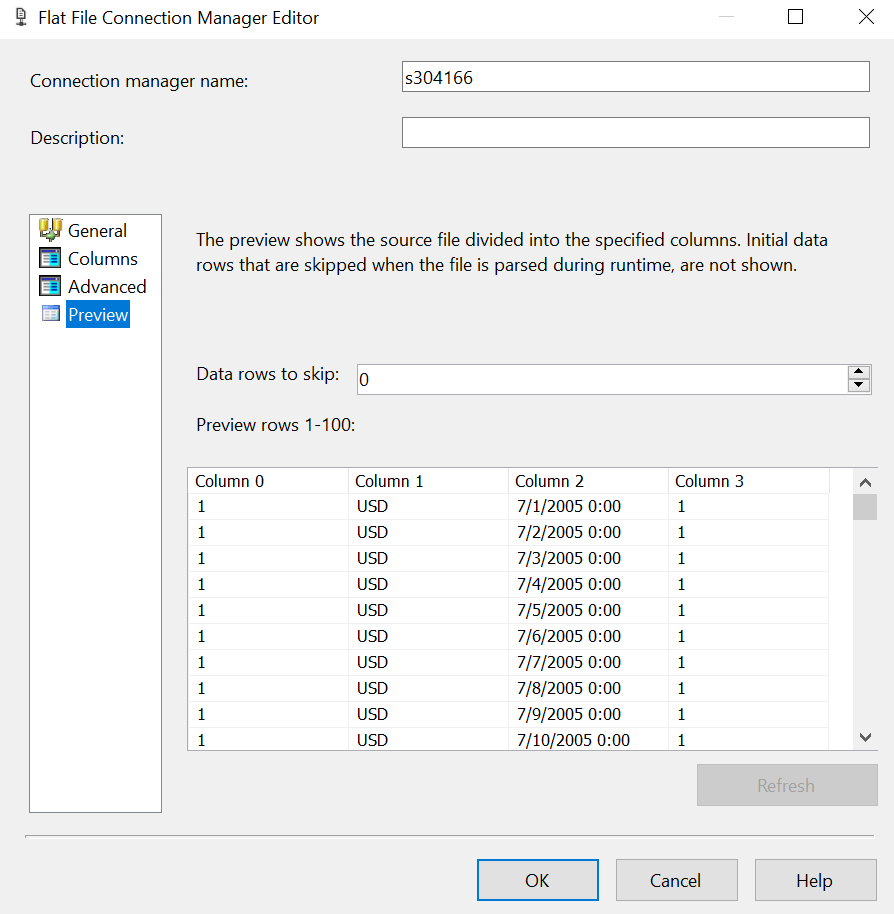 Flat File Connection Manager Editor
Connection manager name: s304166
Description:
General
Columns
Advanced
Preview
The preview shows the source file divided into the specified columns. Initial data
rows that are skipped when the file is parsed during runtime, are not shown.
Data rows to skip: 0
Preview rows 1-100:
Column 0 Column 1 Column 2 Column 3
1 USD 7/1/2005 0:00 1
1 USD 7/2/2005 0:00 1
1 USD 7/3/2005 0:00 1
1 USD 7/4/2005 0:00 1
1 USD 7/5/2005 0:00 1
1 USD 7/6/2005 0:00 1
1 USD 7/7/2005 0:00 1
1 USD 7/8/2005 0:00 1
1 USD 7/9/2005 0:00 1
1 USD 7/10/2005 0:00 1
Refresh
OK Cancel Help